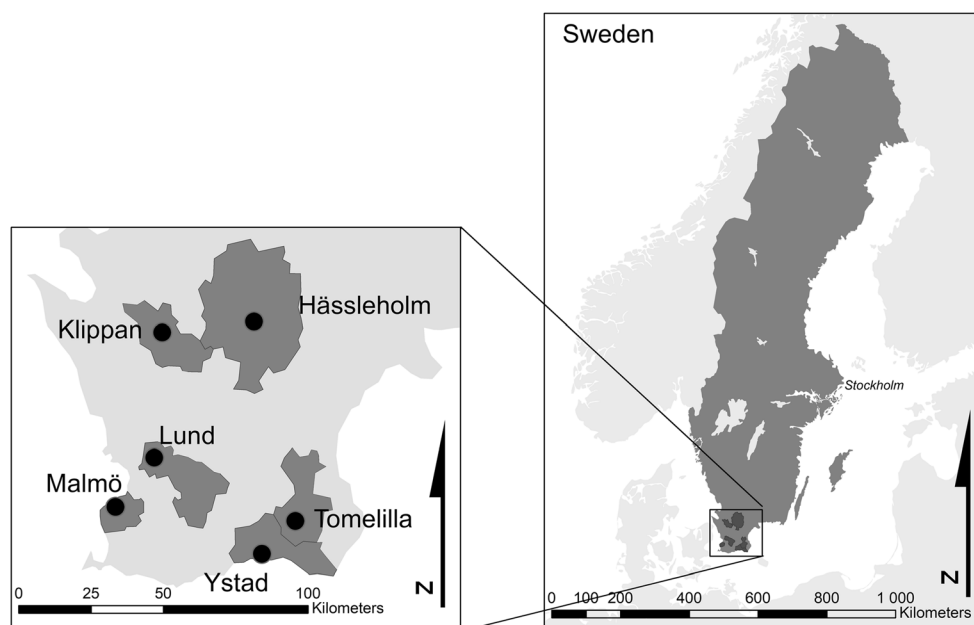 Sweden
Stockholm
N
0 100 200 400 600 800 1 000
Kilometers
Hässleholm
Klippan
Lund
Malmö
Tomelilla
Ystad
N
0 25 50 100
Kilometers